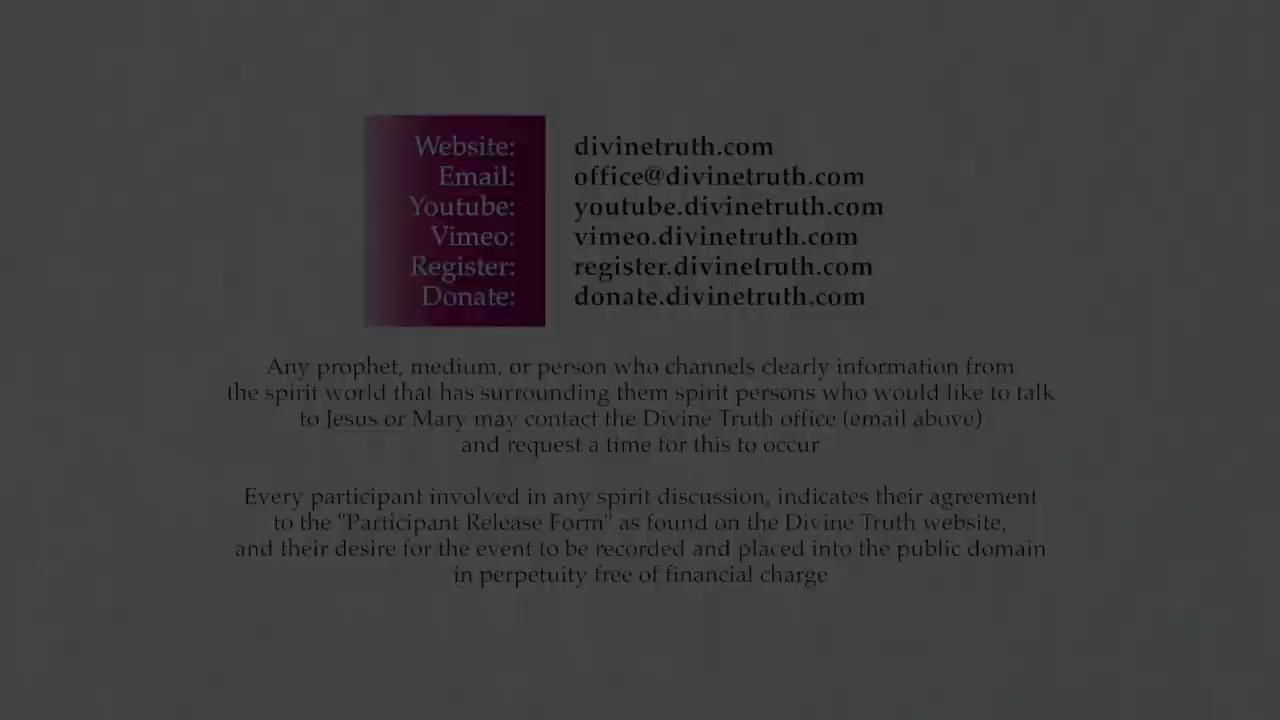 Website: divinetruth.com
Email: office@divinetruth.com
Youtube: youtube.divinetruth.com
Vimeo: vimeo.divinetruth.com
Register: register.divinetruth.com
Donate: donate.divinetruth.com
Any prophet, medium, or person who channels clearly information from
the spirit world that has surrounding them spirit persons who would like to talk
to Jesus or Mary may contact the Divine Truth office (email above)
and request a time for this to occur
Every participant involved in any spirit discussion, indicates their agreement
to the "Participant Release Form" as found on the Divine Truth website,
and their desire for the event to be recorded and placed into the public domain
in perpetuity free of financial charge